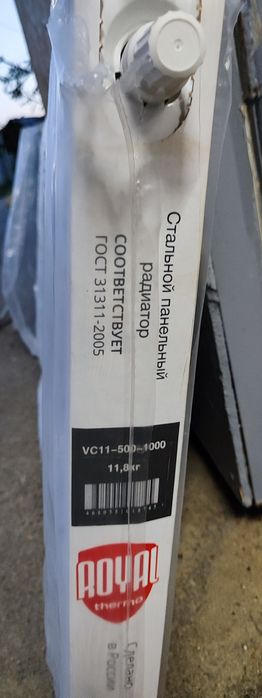 Стальной панельный
радиатор
СООТВЕТСТВУЕТ
ГОСТ 31311-2005
VC11-500-1000
11,8кг
ROYAL
thermo
Сделано
в России